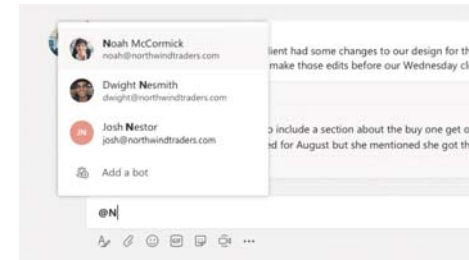 Noah McCormick
noah@northwindtraders.com
lient had some changes to our design for th
make those edits before our Wednesday cl
Dwight Nesmith
dwight@northwindtraders.com
JN
Josh Nestor
josh@northwindtraders.com
o include a section about the buy one get o
ed for August but she mentioned she got th
Add a bot
@N
GIF